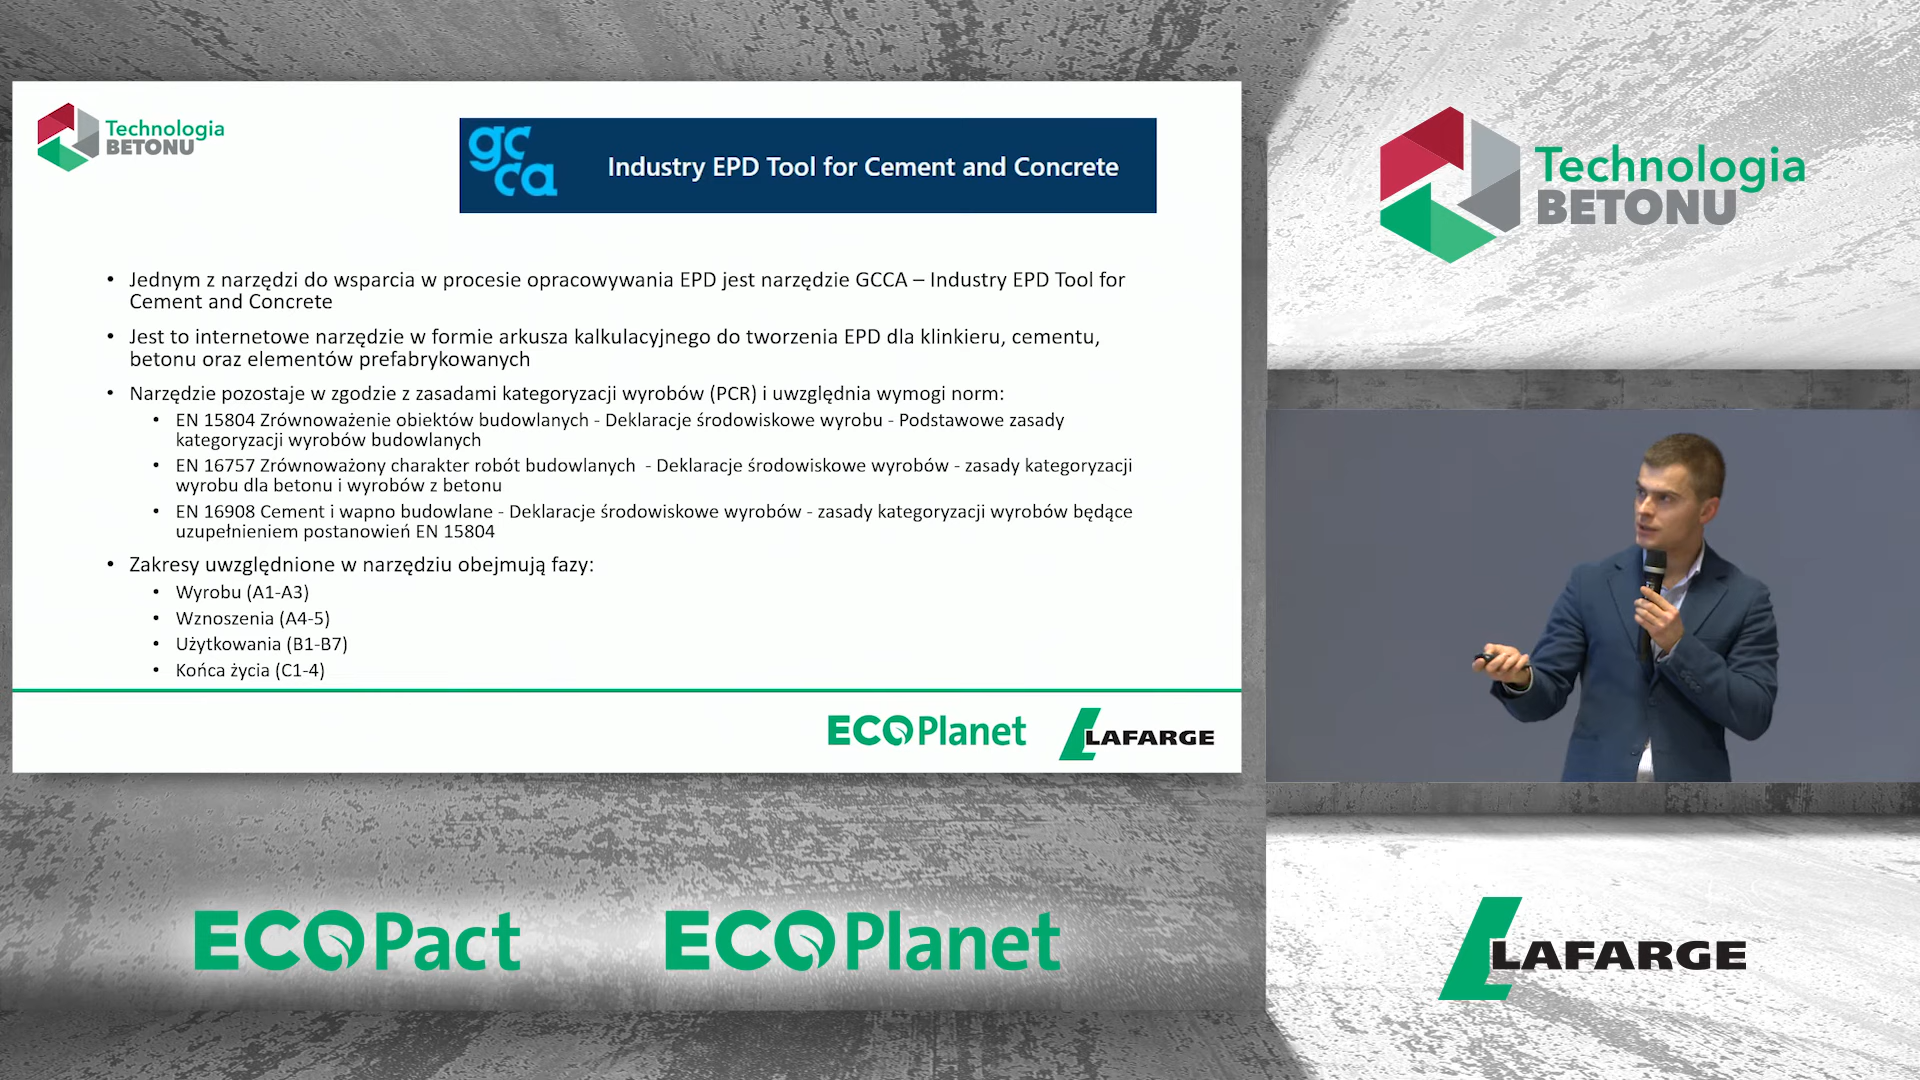 Technologia
BETONU
gc
ca
Industry EPD Tool for Cement and Concrete
• Jednym z narzędzi do wsparcia w procesie opracowywania EPD jest narzędzie GCCA – Industry EPD Tool for
Cement and Concrete
• Jest to internetowe narzędzie w formie arkusza kalkulacyjnego do tworzenia EPD dla klinkieru, cementu,
betonu oraz elementów prefabrykowanych
• Narzędzie pozostaje w zgodzie z zasadami kategoryzacji wyrobów (PCR) i uwzględnia wymogi norm:
• EN 15804 Zrównoważenie obiektów budowlanych - Deklaracje środowiskowe wyrobu - Podstawowe zasady
kategoryzacji wyrobów budowlanych
• EN 16757 Zrównoważony charakter robót budowlanych - Deklaracje środowiskowe wyrobów - zasady kategoryzacji
wyrobu dla betonu i wyrobów z betonu
• EN 16908 Cement i wapno budowlane - Deklaracje środowiskowe wyrobów - zasady kategoryzacji wyrobów będące
uzupełnieniem postanowień EN 15804
• Zakresy uwzględnione w narzędziu obejmują fazy:
• Wyrobu (A1-A3)
• Wznoszenia (A4-5)
• Użytkowania (B1-B7)
• Końca życia (C1-4)
ECOPlanet
LAFARGE
Technologia
BETONU
ECOPact
ECOPlanet
LAFARGE